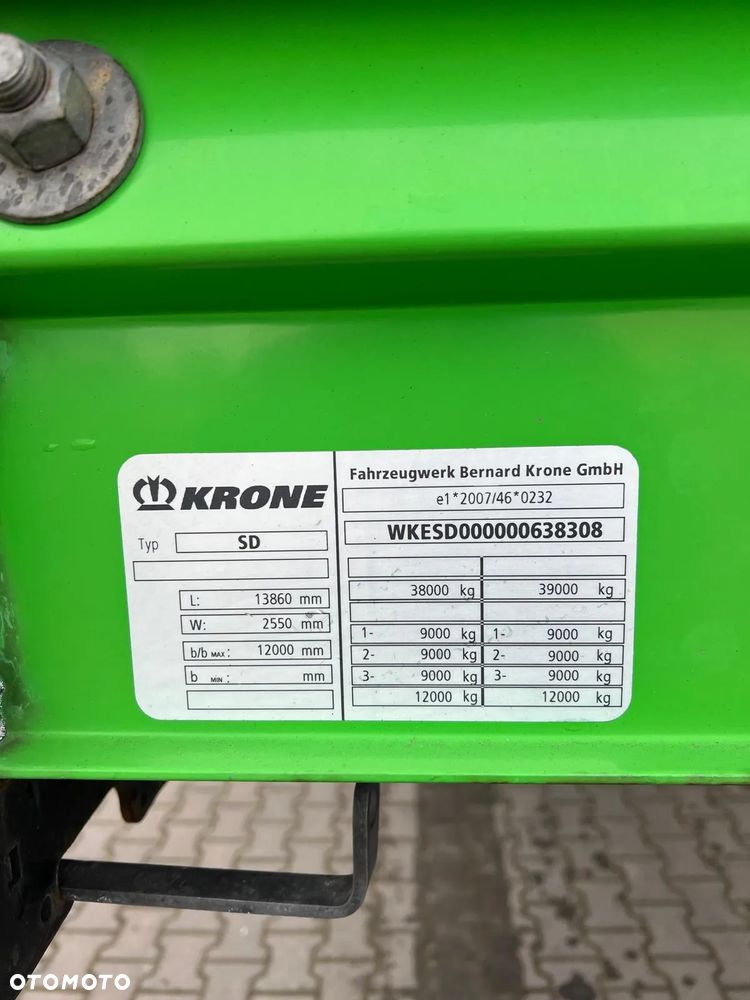 KRONE
Typ SD
L: 13860 mm
W: 2550 mm
b/b MAX: 12000 mm
b MIN: mm
Fahrzeugwerk Bernard Krone GmbH
e1*2007/46*0232
WKESD000000638308
38000 kg 39000 kg
1- 9000 kg 1- 9000 kg
2- 9000 kg 2- 9000 kg
3- 9000 kg 3- 9000 kg
12000 kg 12000 kg
OTOMOTO